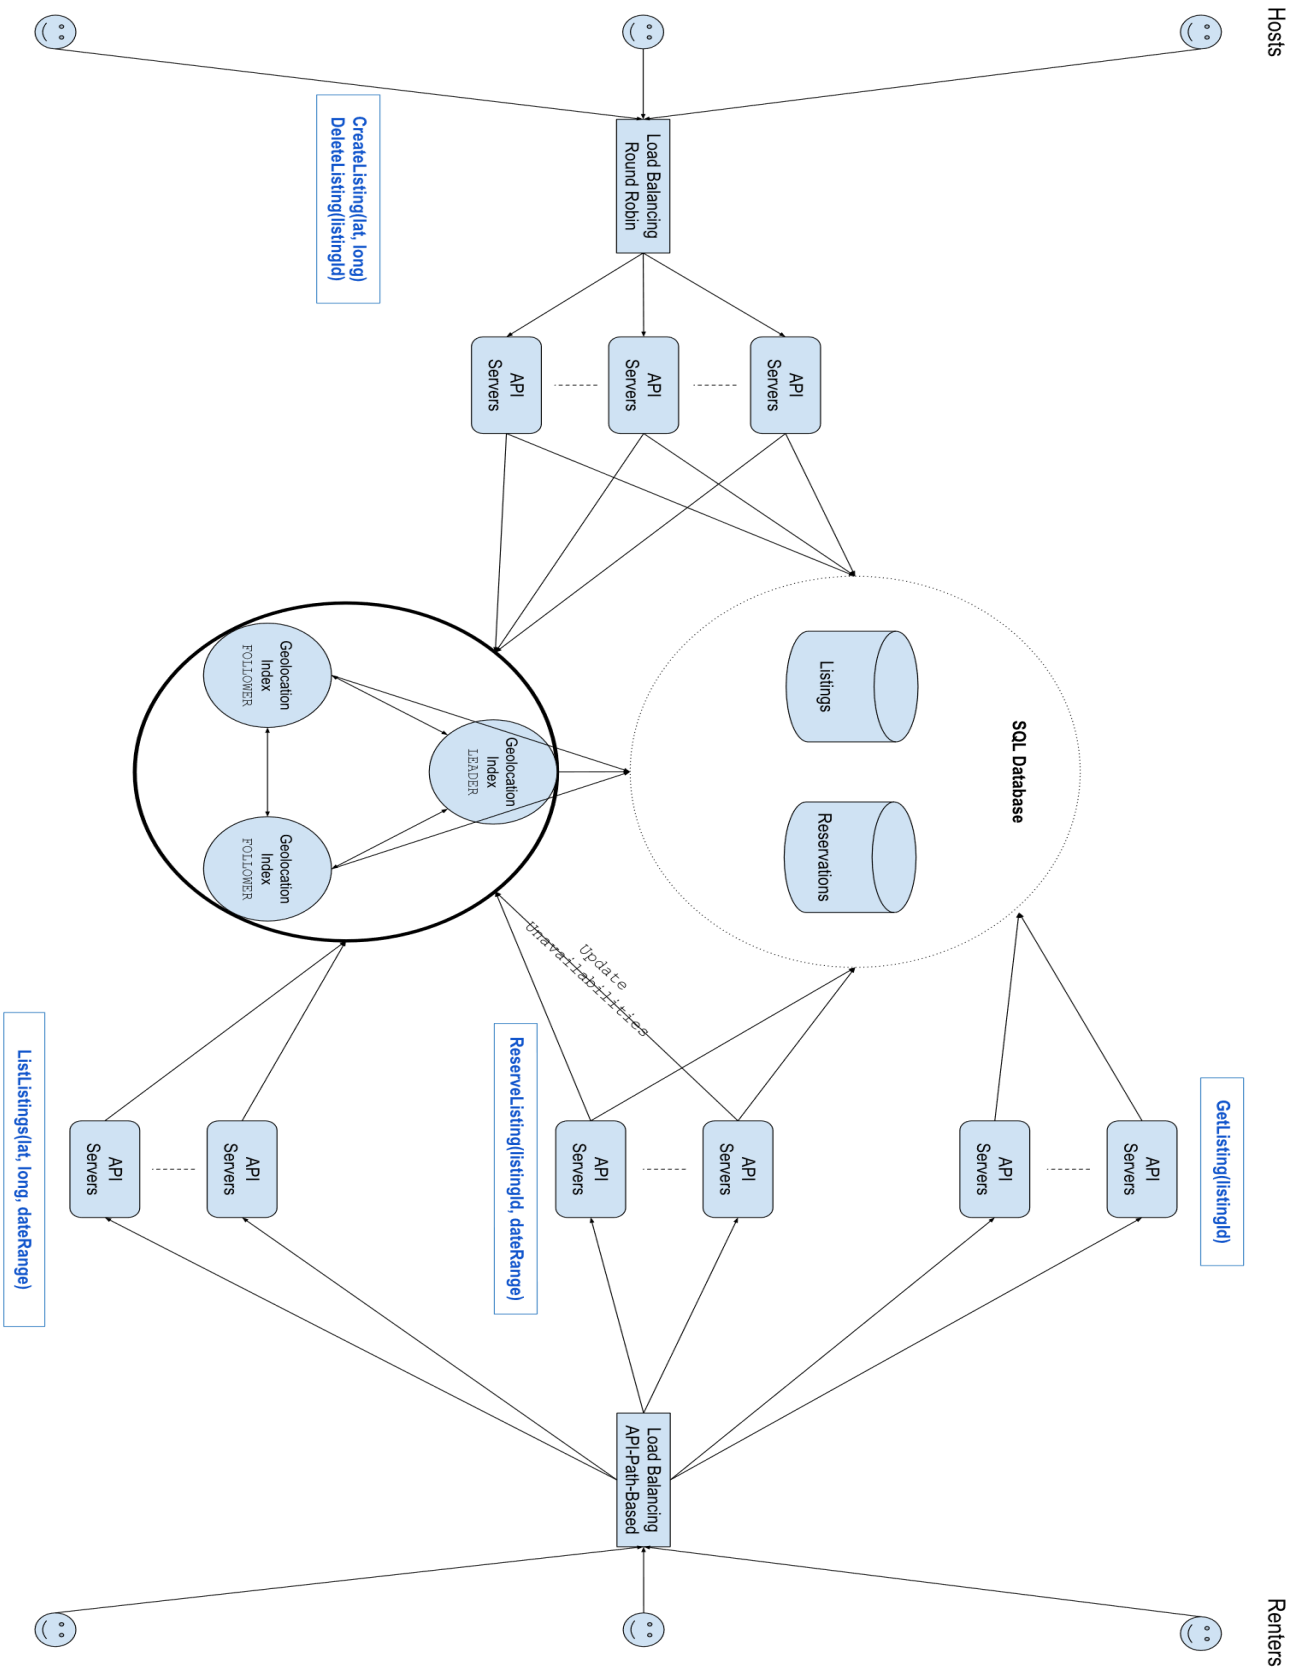 Hosts
Load Balancing
Round Robin
CreateListing(lat, long)
DeleteListing(listingId)
API
Servers
API
Servers
API
Servers
SQL Database
Listings
Reservations
Geolocation
Index
LEADER
Geolocation
Index
FOLLOWER
Geolocation
Index
FOLLOWER
Update
Unavailabilities
GetListing(listingId)
API
Servers
API
Servers
ReserveListing(listingId, dateRange)
API
Servers
API
Servers
ListListings(lat, long, dateRange)
API
Servers
API
Servers
Load Balancing
API-Path-Based
Renters